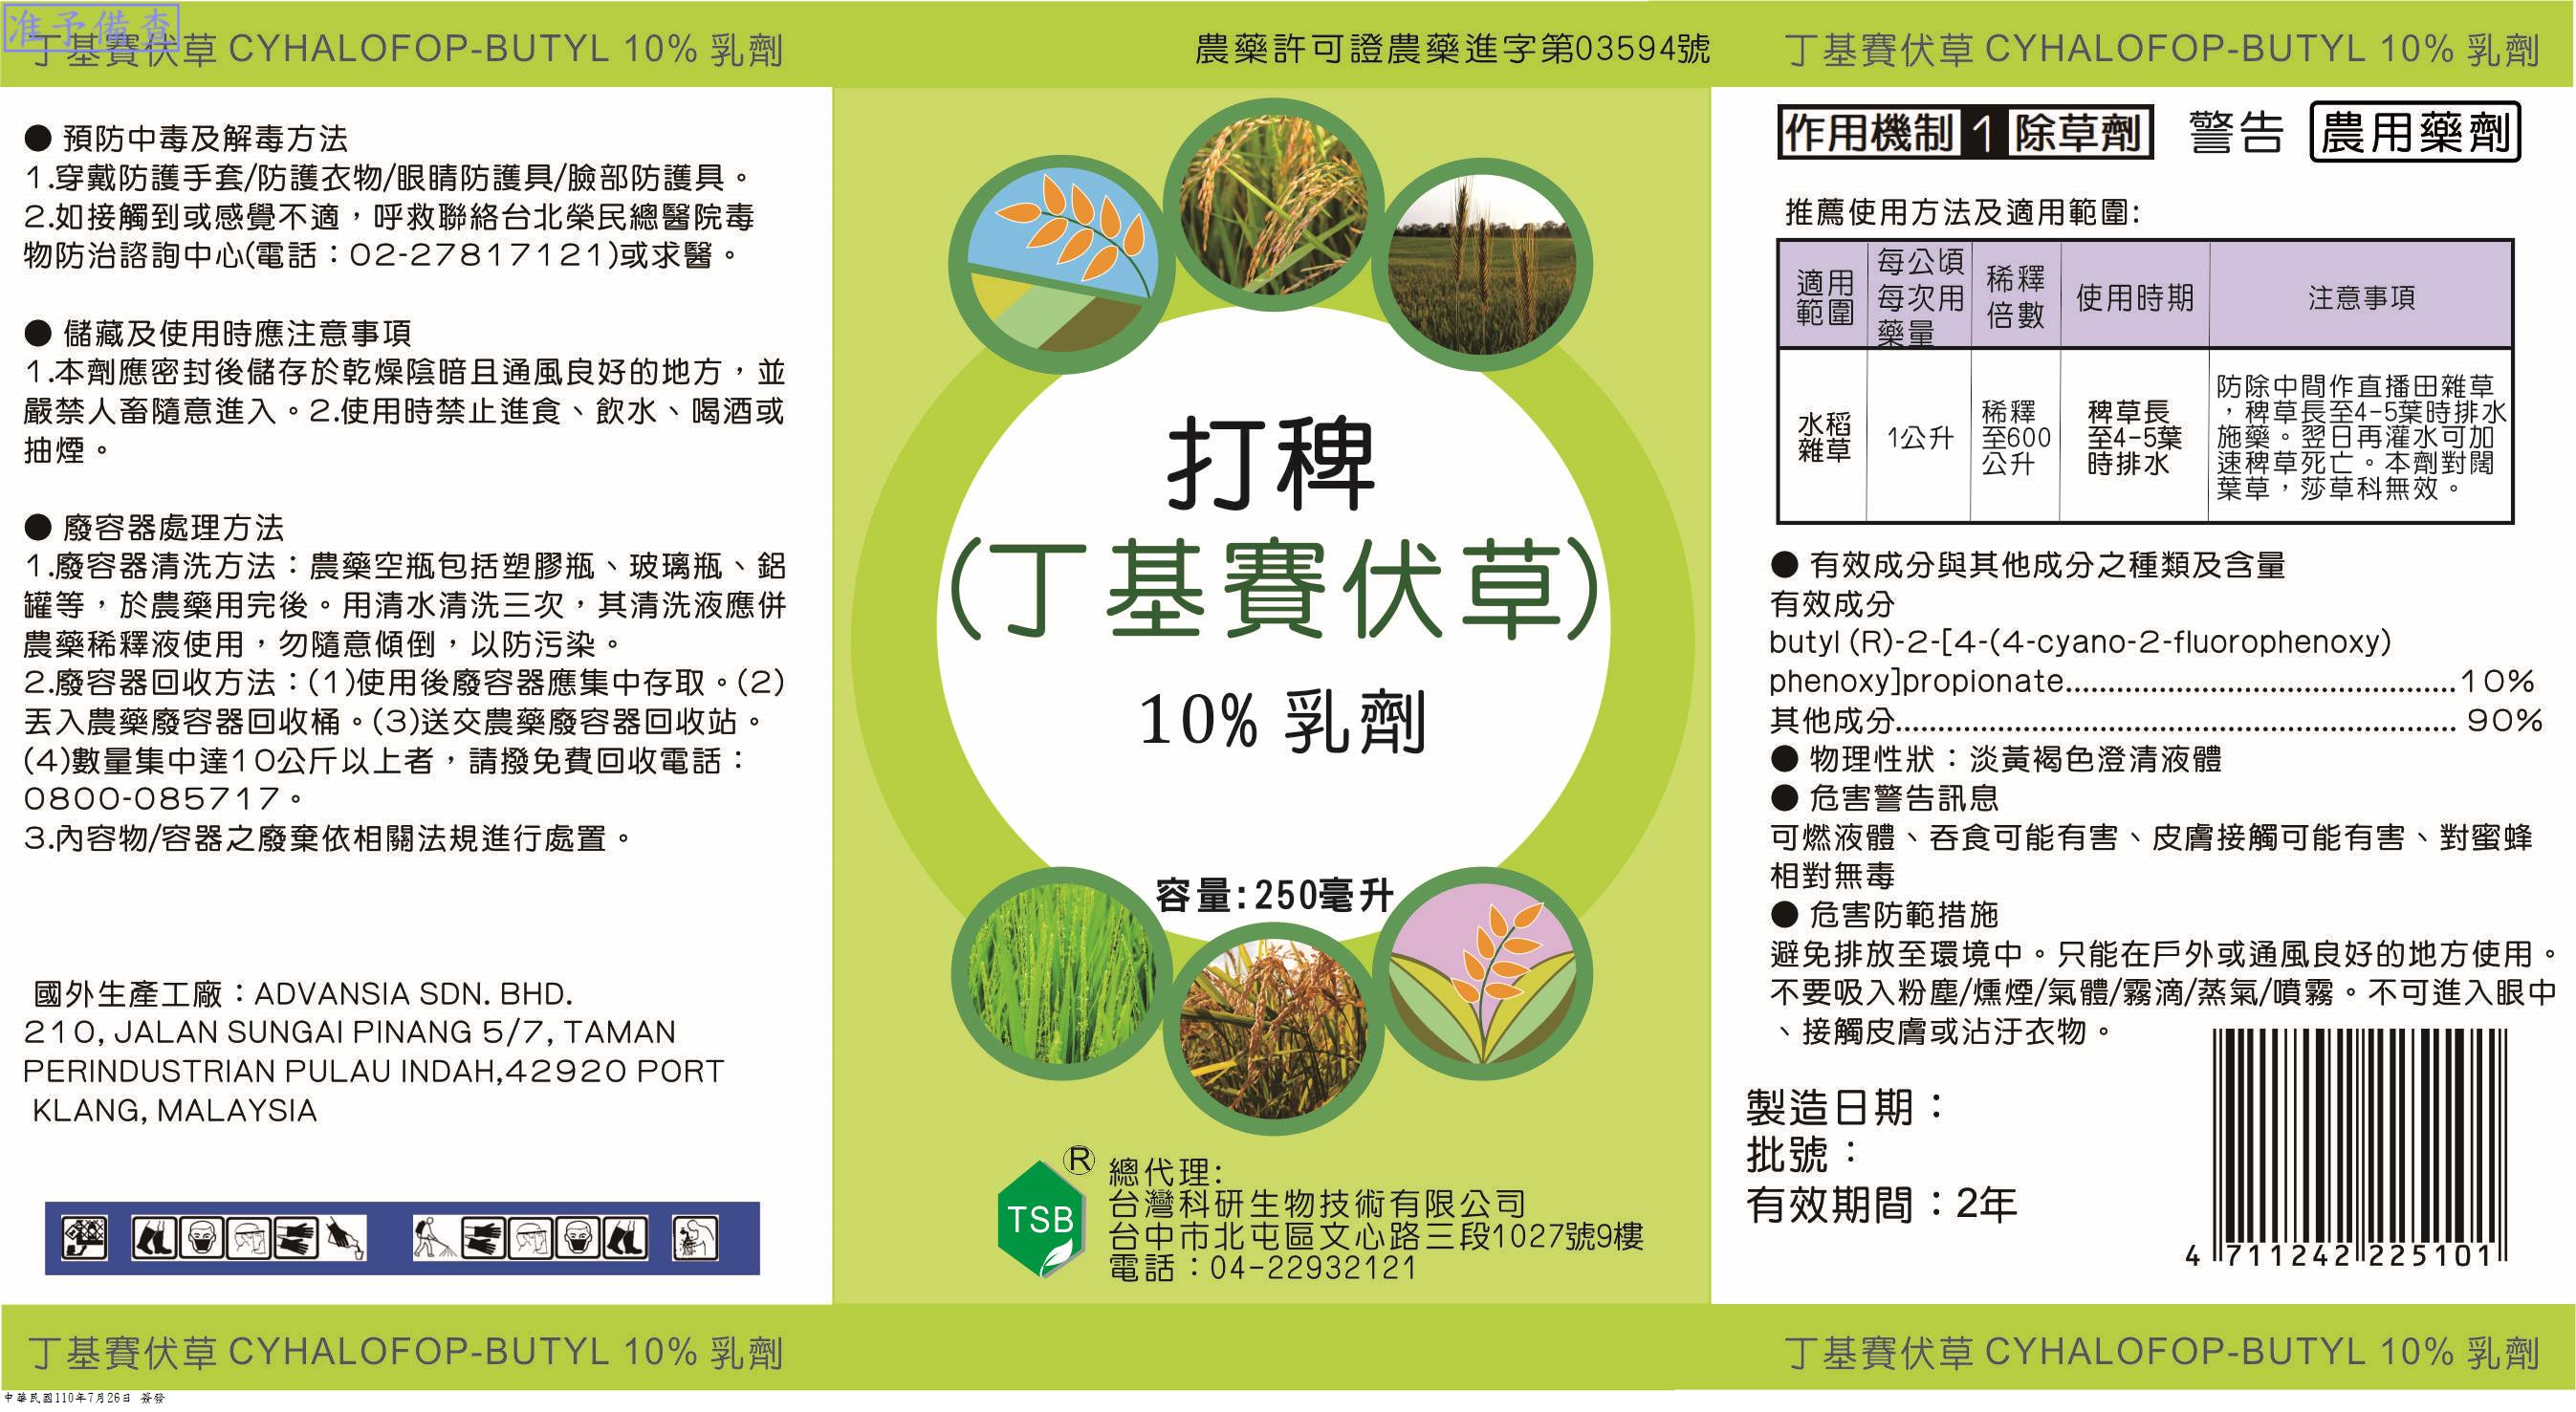 准予備查
丁基賽伏草 CYHALOFOP-BUTYL 10% 乳劑
農藥許可證農藥進字第03594號
丁基賽伏草 CYHALOFOP-BUTYL 10% 乳劑
● 預防中毒及解毒方法
1.穿戴防護手套/防護衣物/眼睛防護具/臉部防護具。
2.如接觸到或感覺不適，呼救聯絡台北榮民總醫院毒
物防治諮詢中心(電話：02-27817121)或求醫。
● 儲藏及使用時應注意事項
1.本劑應密封後儲存於乾燥陰暗且通風良好的地方，並
嚴禁人畜隨意進入。2.使用時禁止進食、飲水、喝酒或
抽煙。
● 廢容器處理方法
1.廢容器清洗方法：農藥空瓶包括塑膠瓶、玻璃瓶、鋁
罐等，於農藥用完後。用清水清洗三次，其清洗液應併
農藥稀釋液使用，勿隨意傾倒，以防污染。
2.廢容器回收方法：(1)使用後廢容器應集中存取。(2)
丟入農藥廢容器回收桶。(3)送交農藥廢容器回收站。
(4)數量集中達10公斤以上者，請撥免費回收電話：
0800-085717。
3.內容物/容器之廢棄依相關法規進行處置。
國外生產工廠：ADVANSIA SDN. BHD.
210, JALAN SUNGAI PINANG 5/7, TAMAN
PERINDUSTRIAN PULAU INDAH,42920 PORT
KLANG, MALAYSIA
打稗
(丁基賽伏草)
10% 乳劑
容量:250毫升
TSB
®
總代理:
台灣科研生物技術有限公司
台中市北屯區文心路三段1027號9樓
電話：04-22932121
作用機制 1 除草劑 警告 農用藥劑
推薦使用方法及適用範圍:
適用
範圍
每公頃
每次用
藥量
稀釋
倍數
使用時期
注意事項
水稻
雜草
1公升
稀釋
至600
公升
稗草長
至4-5葉
時排水
防除中間作直播田雜草
，稗草長至4-5葉時排水
施藥。翌日再灌水可加
速稗草死亡。本劑對闊
葉草，莎草科無效。
● 有效成分與其他成分之種類及含量
有效成分
butyl (R)-2-[4-(4-cyano-2-fluorophenoxy)
phenoxy]propionate..............................................10%
其他成分.................................................................. 90%
● 物理性狀：淡黃褐色澄清液體
● 危害警告訊息
可燃液體、吞食可能有害、皮膚接觸可能有害、對蜜蜂
相對無毒
● 危害防範措施
避免排放至環境中。只能在戶外或通風良好的地方使用。
不要吸入粉塵/燻煙/氣體/霧滴/蒸氣/噴霧。不可進入眼中
、接觸皮膚或沾汙衣物。
製造日期：
批號：
有效期間：2年
4 711242 225101
丁基賽伏草 CYHALOFOP-BUTYL 10% 乳劑
丁基賽伏草 CYHALOFOP-BUTYL 10% 乳劑
中華民國110年7月26日 簽發